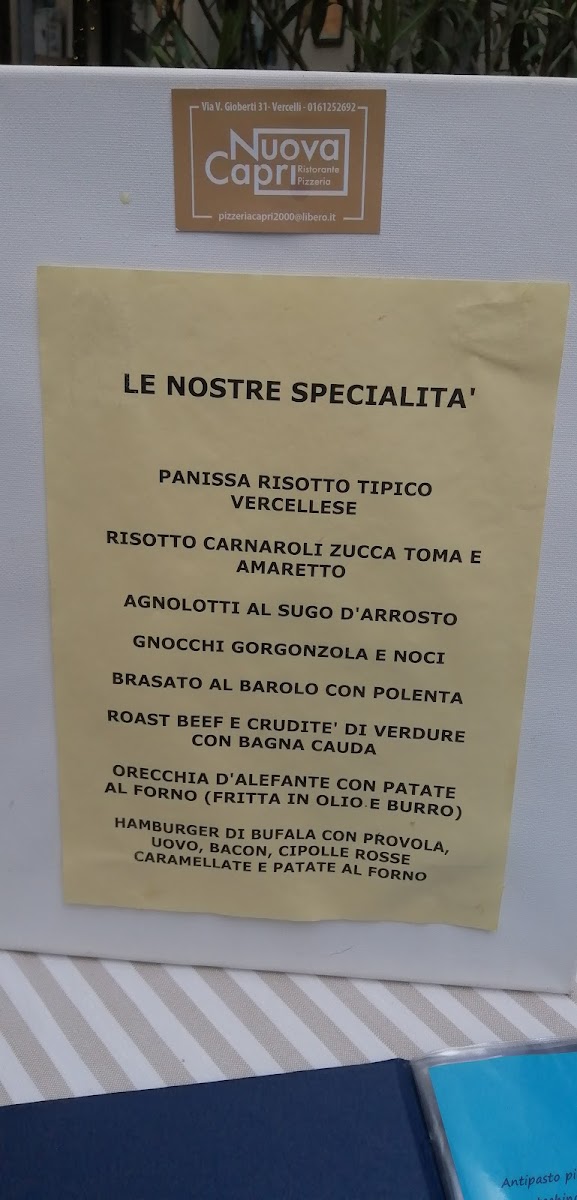 Via V. Gioberti 31- Vercelli - 0161252692
Nuova
Capri
Ristorante
Pizzeria
pizzeriacapri2000@libero.it
LE NOSTRE SPECIALITA'
PANISSA RISOTTO TIPICO
VERCELLESE
RISOTTO CARNAROLI ZUCCA TOMA E
AMARETTO
AGNOLOTTI AL SUGO D'ARROSTO
GNOCCHI GORGONZOLA E NOCI
BRASATO AL BAROLO CON POLENTA
ROAST BEEF E CRUDITE' DI VERDURE
CON BAGNA CAUDA
ORECCHIA D'ALEFANTE CON PATATE
AL FORNO (FRITTA IN OLIO E BURRO)
HAMBURGER DI BUFALA CON PROVOLA,
UOVO, BACON, CIPOLLE ROSSE
CARAMELLATE E PATATE AL FORNO
Antipasto pi